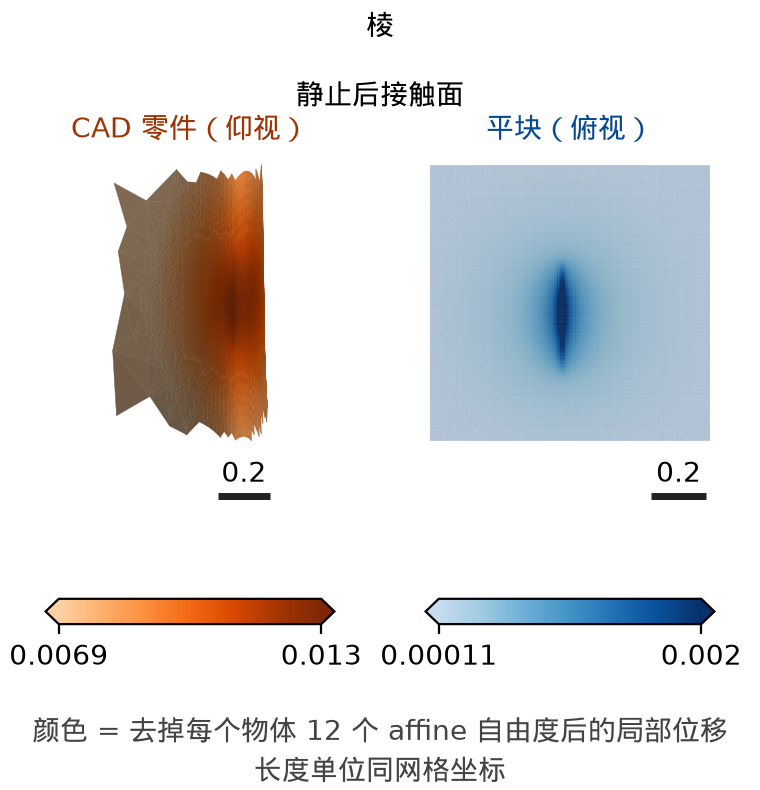 棱
静止后接触面
CAD 零件（仰视） 平块（俯视）
0.2 0.2
0.0069 0.013 0.00011 0.002
颜色 = 去掉每个物体 12 个 affine 自由度后的局部位移
长度单位同网格坐标